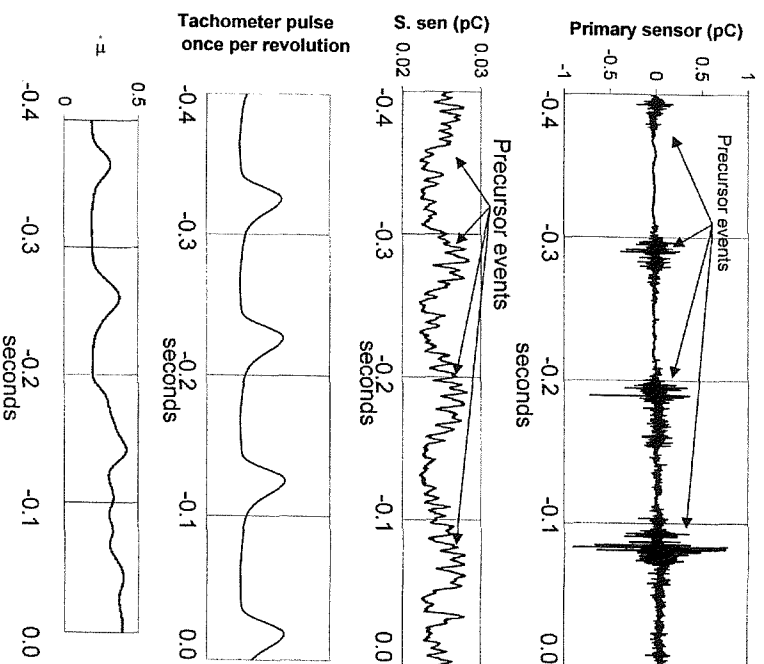 Primary sensor (pC)
1
0.5
0
-0.5
-1
Precursor events
-0.4
-0.3
-0.2
-0.1
0.0
seconds
S. sen (pC)
0.03
0.02
Precursor events
-0.4
-0.3
-0.2
-0.1
0.0
seconds
Tachometer pulse
once per revolution
-0.4
-0.3
-0.2
-0.1
0.0
seconds
μ
0.5
0
-0.4
-0.3
-0.2
-0.1
0.0
seconds